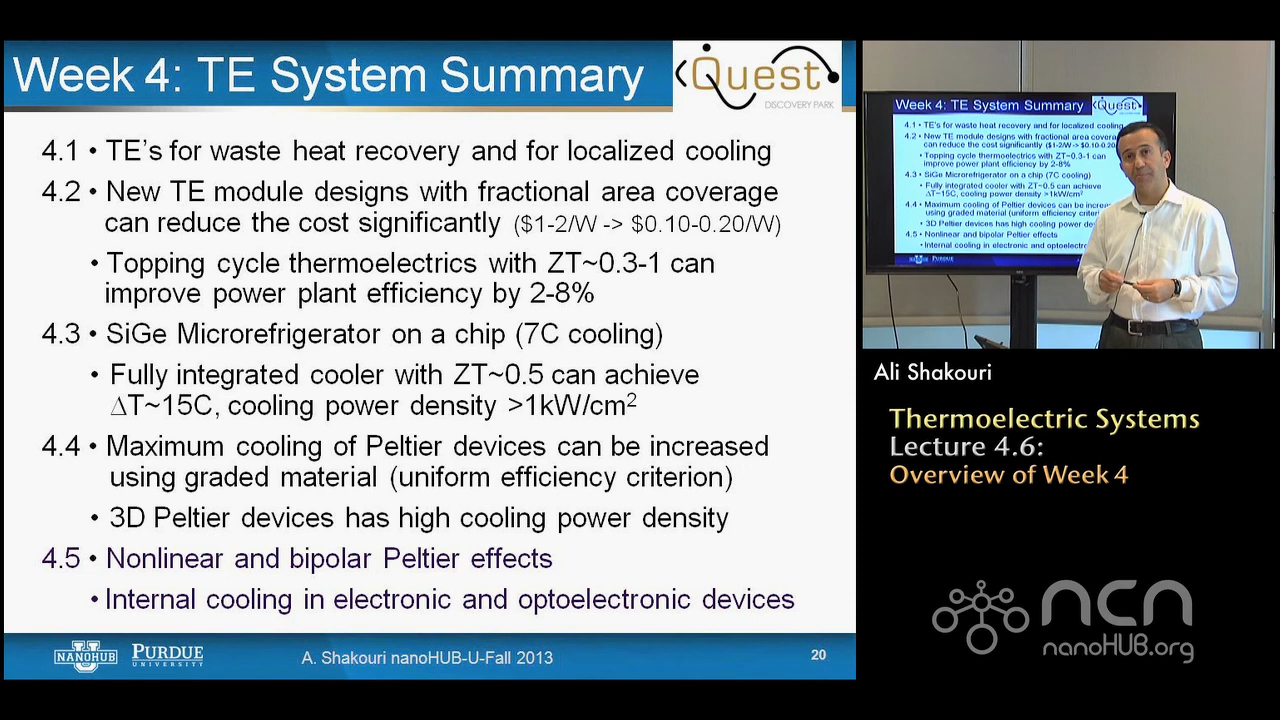 Week 4: TE System Summary
Quest
DISCOVERY PARK
4.1 • TE's for waste heat recovery and for localized cooling
4.2 • New TE module designs with fractional area coverage
can reduce the cost significantly ($1-2/W -> $0.10-0.20/W)
• Topping cycle thermoelectrics with ZT~0.3-1 can
improve power plant efficiency by 2-8%
4.3 • SiGe Microrefrigerator on a chip (7C cooling)
• Fully integrated cooler with ZT~0.5 can achieve
∆T~15C, cooling power density >1kW/cm²
4.4 • Maximum cooling of Peltier devices can be increased
using graded material (uniform efficiency criterion)
• 3D Peltier devices has high cooling power density
4.5 • Nonlinear and bipolar Peltier effects
• Internal cooling in electronic and optoelectronic devices
NANOHUB
U
PURDUE
UNIVERSITY
A. Shakouri nanoHUB-U-Fall 2013
20
Week 4: TE System Summary
Quest
4.1 • TE's for waste heat recovery and for localized cooling
4.2 • New TE module designs with fractional area
can reduce the cost significantly ($1-2/W -> $0.10-0.20
Topping cycle thermoelectrics with ZT~0.3-1 can
improve power plant efficiency by 2-8%
4.3 • SiGe Microrefrigerator on a chip (7C cooling)
Fully integrated cooler with ZT~0.5 can achieve
∆T~15C, cooling power density >1kW/cm²
4.4 • Maximum cooling of Peltier devices can be
using graded material (uniform efficiency
• 3D Peltier devices has high cooling power
4.5 • Nonlinear and bipolar Peltier effects
Internal cooling in electronic and
PURDUE
Ali Shakouri
Thermoelectric Systems
Lecture 4.6:
Overview of Week 4
ncn
nanoHUB.org